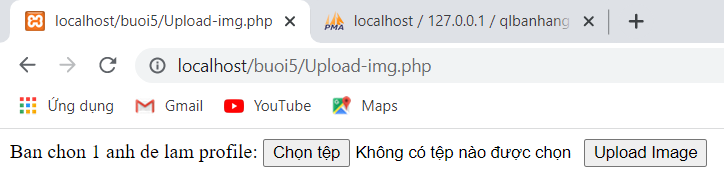 localhost/buoi5/Upload-img.php
PMA localhost / 127.0.0.1 / qlbanhang
localhost/buoi5/Upload-img.php
Ứng dụng Gmail YouTube Maps
Ban chon 1 anh de lam profile: Chọn tệp Không có tệp nào được chọn Upload Image